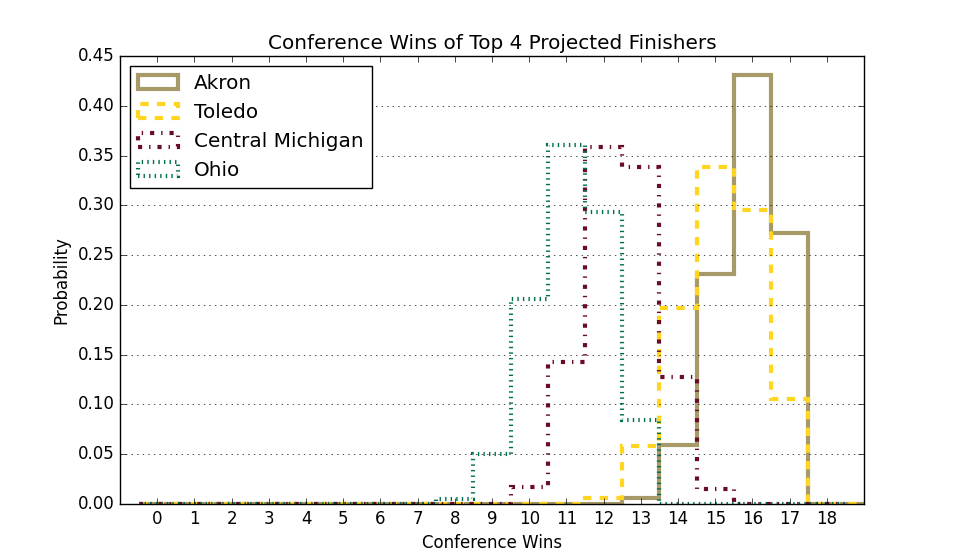 Conference Wins of Top 4 Projected Finishers
0.45
0.40
0.35
0.30
0.25
0.20
0.15
0.10
0.05
0.00
Probability
Akron
Toledo
Central Michigan
Ohio
0 1 2 3 4 5 6 7 8 9 10 11 12 13 14 15 16 17 18
Conference Wins